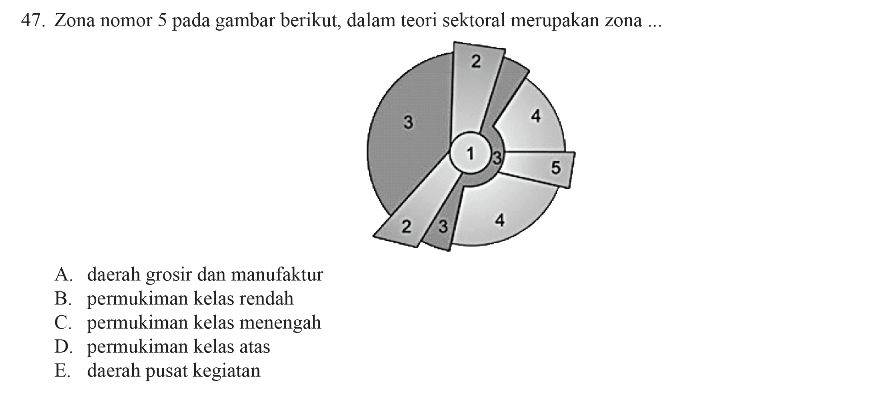 47. Zona nomor 5 pada gambar berikut, dalam teori sektoral merupakan zona ...
2
3
4
1
3
5
2
3
4
A. daerah grosir dan manufaktur
B. permukiman kelas rendah
C. permukiman kelas menengah
D. permukiman kelas atas
E. daerah pusat kegiatan